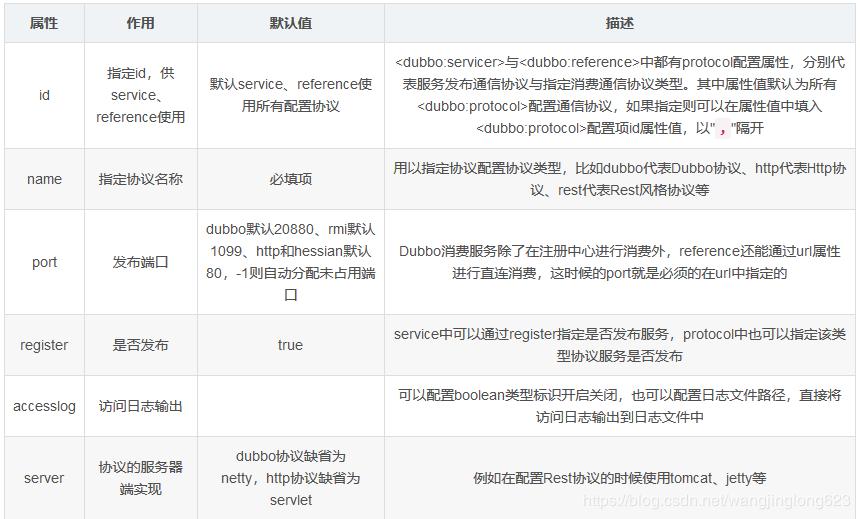 属性 作用 默认值 描述
id
指定id，供
service、
reference使用
默认service、reference使
用所有配置协议
<dubbo:servicer>与<dubbo:reference>中都有protocol配置属性，分别代
表服务发布通信协议与指定消费通信协议类型。其中属性值默认为所有
<dubbo:protocol>配置通信协议，如果指定则可以在属性值中填入
<dubbo:protocol>配置项id属性值，以","隔开
name
指定协议名称
必填项
用以指定协议配置协议类型，比如dubbo代表Dubbo协议、http代表Http协
议、rest代表Rest风格协议等
port
发布端口
dubbo默认20880、rmi默认
1099、http和hessian默认
80，-1则自动分配未占用端
口
Dubbo消费服务除了在注册中心进行消费外，reference还能通过url属性
进行直连消费，这时候的port就是必须的在url中指定的
register
是否发布
true
service中可以通过register指定是否发布服务，protocol中也可以指定该类
型协议服务是否发布
accesslog
访问日志输出
可以配置boolean类型标识开启关闭，也可以配置日志文件路径，直接将
访问日志输出到日志文件中
server
协议的服务器
端实现
dubbo协议缺省为
netty，http协议缺省为
servlet
例如在配置Rest协议的时候使用tomcat、jetty等
https://blog.csdn.net/wangjinglong623